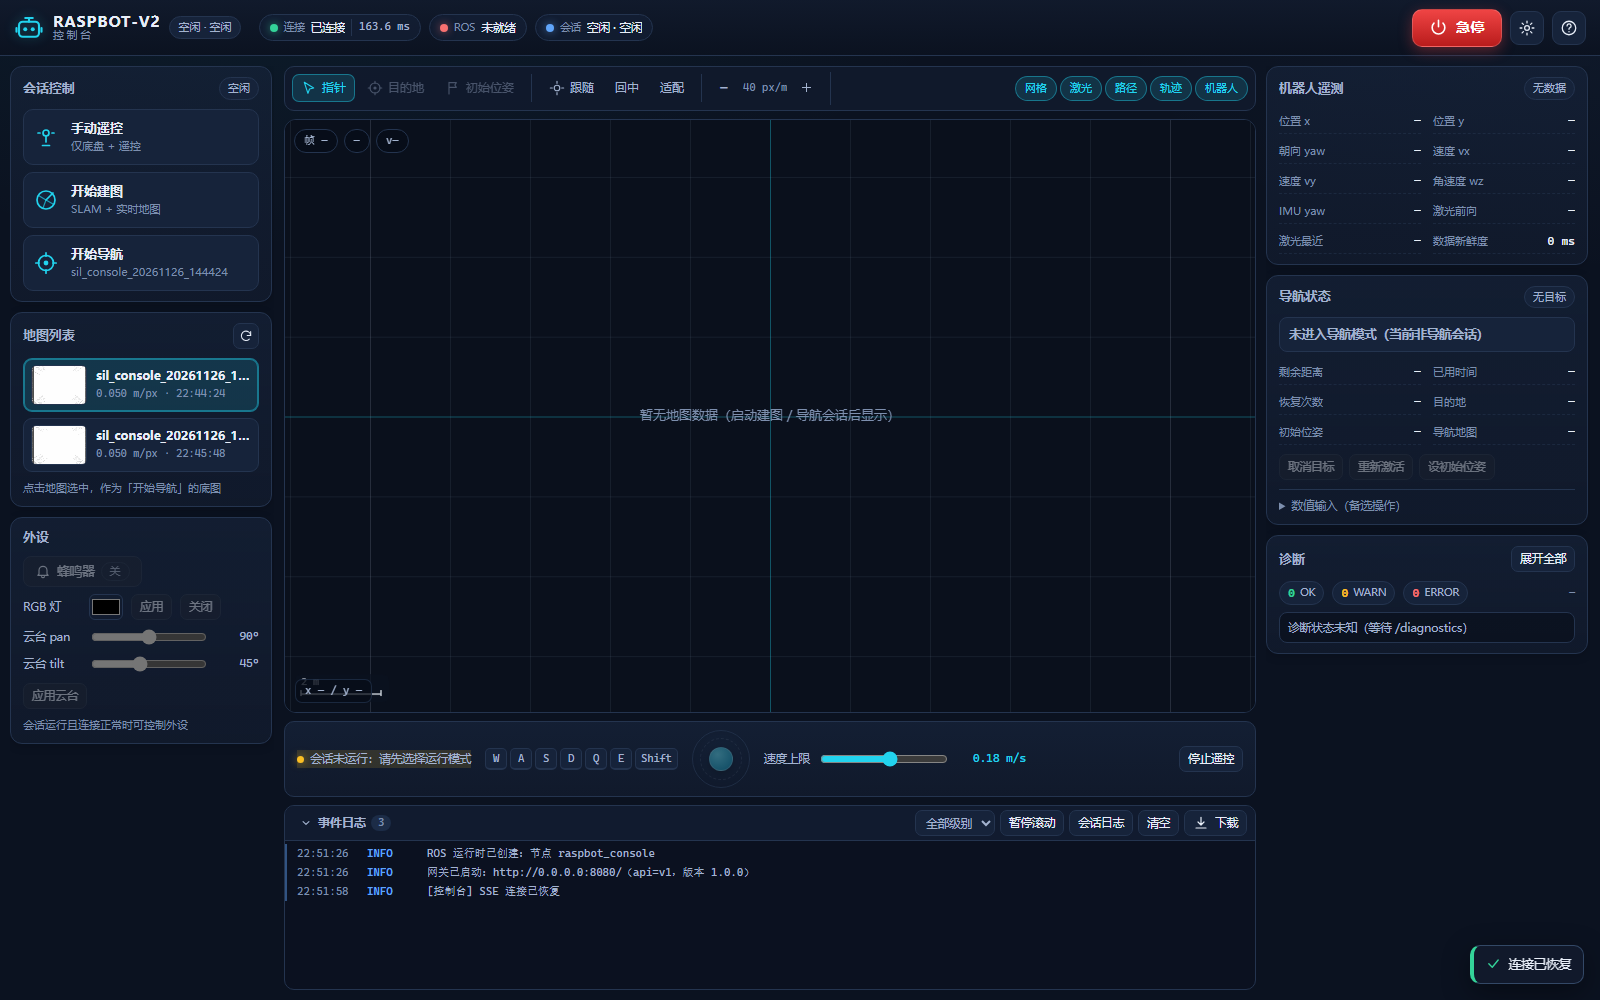 RASPBOT-V2
控制台
空闲 · 空闲
连接 已连接 163.6 ms
ROS 未就绪
会话 空闲 · 空闲
急停
会话控制
空闲
手动遥控
仅底盘 + 遥控
开始建图
SLAM + 实时地图
开始导航
sil_console_20261126_144424
地图列表
sil_console_20261126_1...
0.050 m/px · 22:44:24
sil_console_20261126_1...
0.050 m/px · 22:45:48
点击地图选中，作为「开始导航」的底图
外设
蜂鸣器 关
RGB 灯 应用 关闭
云台 pan 90°
云台 tilt 45°
应用云台
会话运行且连接正常时可控制外设
指针 目的地 初始位姿 跟随 回中 适配 − 40 px/m +
网格 激光 路径 轨迹 机器人
帧 — — v—
暂无地图数据（启动建图 / 导航会话后显示）
2 m
x — / y —
会话未运行：请先选择运行模式
W A S D Q E Shift
速度上限 0.18 m/s
停止遥控
事件日志 3
全部级别 暂停滚动 会话日志 清空 下载
22:51:26 INFO ROS 运行时已创建：节点 raspbot_console
22:51:26 INFO 网关已启动：http://0.0.0.0:8080/（api=v1，版本 1.0.0）
22:51:58 INFO [控制台] SSE 连接已恢复
机器人遥测
无数据
位置 x — 位置 y —
朝向 yaw — 速度 vx —
速度 vy — 角速度 wz —
IMU yaw — 激光前向 —
激光最近 — 数据新鲜度 0 ms
导航状态
无目标
未进入导航模式（当前非导航会话）
剩余距离 — 已用时间 —
恢复次数 — 目的地 —
初始位姿 — 导航地图 —
取消目标 重新激活 设初始位姿
▶ 数值输入（备选操作）
诊断
展开全部
0 OK 0 WARN 0 ERROR —
诊断状态未知（等待 /diagnostics）
连接已恢复